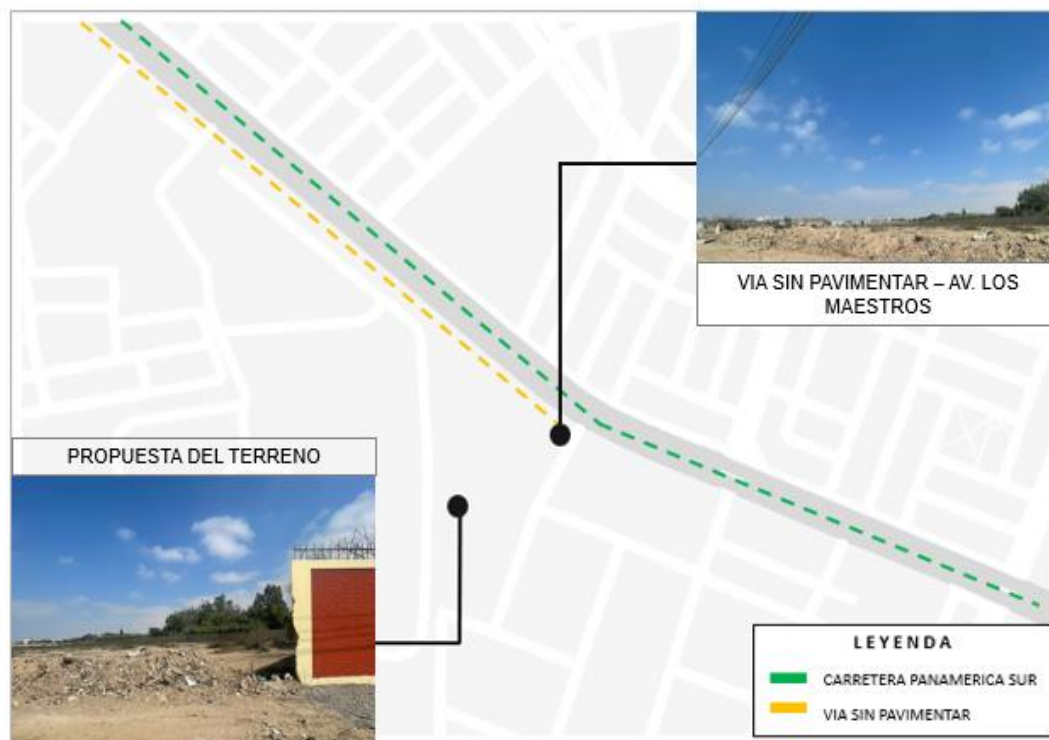 VIA SIN PAVIMENTAR – AV. LOS
MAESTROS
PROPUESTA DEL TERRENO
LEYENDA
CARRETERA PANAMERICA SUR
VIA SIN PAVIMENTAR